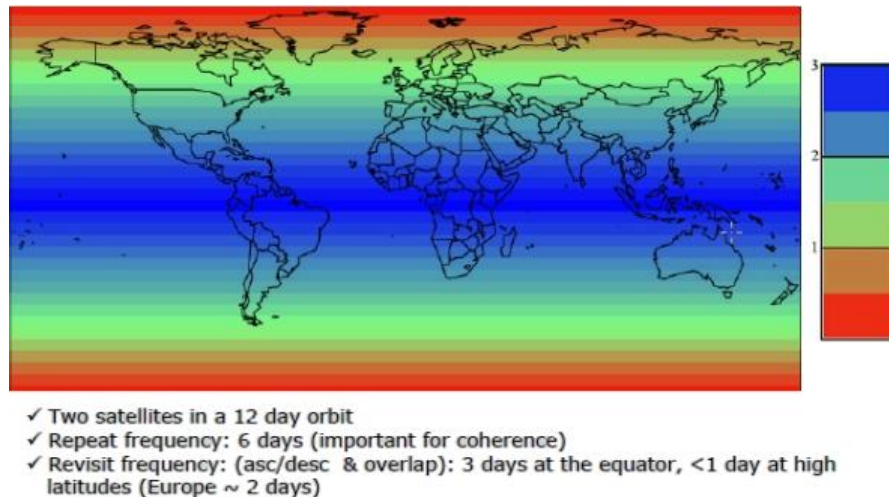 3
2
1
✓ Two satellites in a 12 day orbit
✓ Repeat frequency: 6 days (important for coherence)
✓ Revisit frequency: (asc/desc & overlap): 3 days at the equator, <1 day at high
latitudes (Europe ~ 2 days)